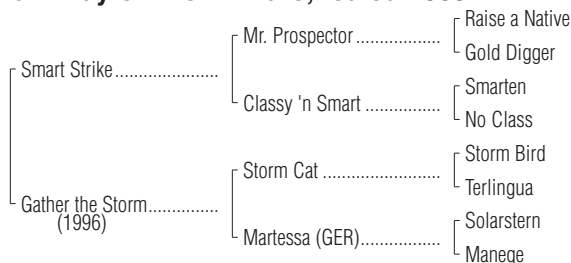 Raise a Native
Mr. Prospector
Gold Digger
Smart Strike
Smarten
Classy 'n Smart
No Class
Storm Bird
Storm Cat
Terlingua
Gather the Storm
(1996)
Solarstern
Martessa (GER)
Manege